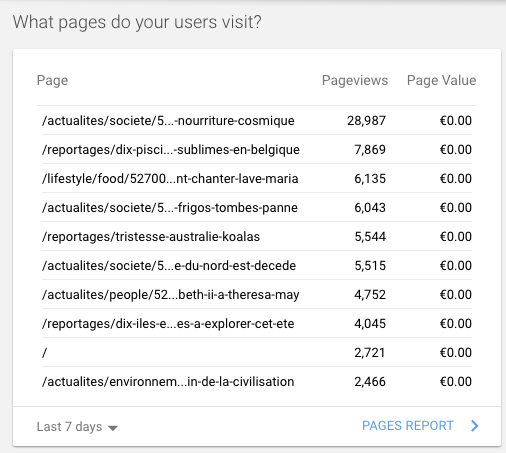 What pages do your users visit?
Page Pageviews Page Value
/actualites/societe/5...-nourriture-cosmique 28,987 €0.00
/reportages/dix-pisci...-sublimes-en-belgique 7,869 €0.00
/lifestyle/food/52700...nt-chanter-lave-maria 6,135 €0.00
/actualites/societe/5...-frigos-tombes-panne 6,043 €0.00
/reportages/tristesse-australie-koalas 5,544 €0.00
/actualites/societe/5...e-du-nord-est-decede 5,515 €0.00
/actualites/people/52...beth-ii-a-theresa-may 4,752 €0.00
/reportages/dix-iles-e...es-a-explorer-cet-ete 4,045 €0.00
/ 2,721 €0.00
/actualites/environnem...in-de-la-civilisation 2,466 €0.00
Last 7 days PAGES REPORT